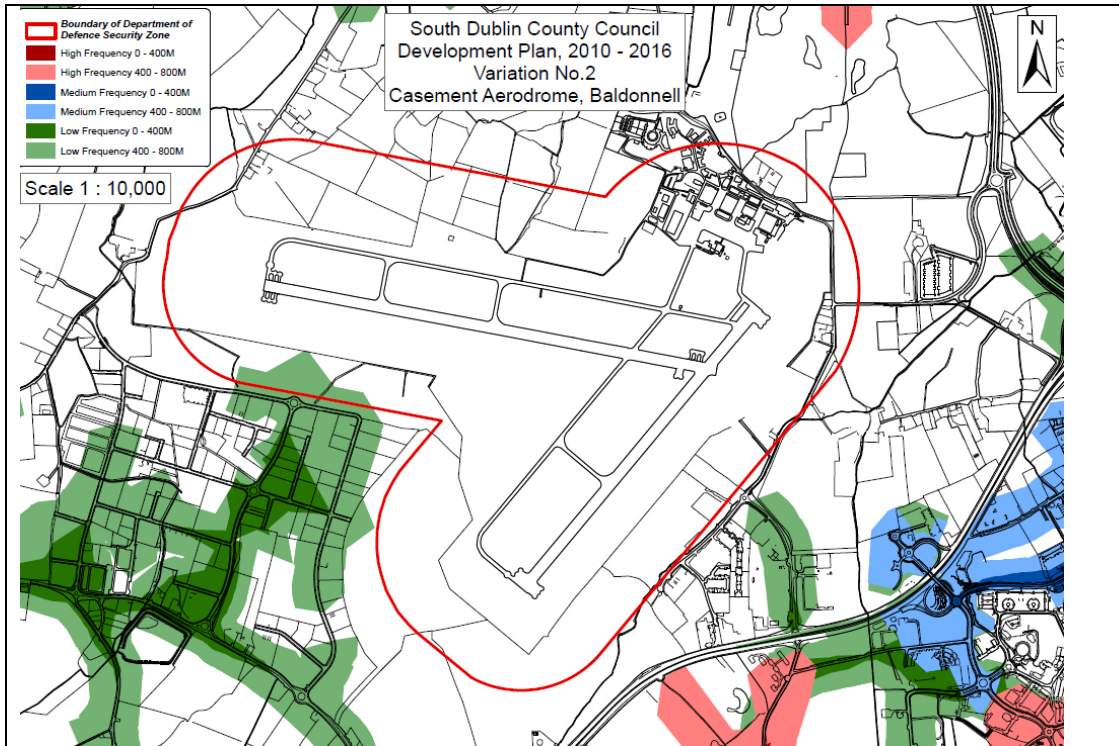 Boundary of Department of
Defence Security Zone
High Frequency 0 - 400M
High Frequency 400 - 800M
Medium Frequency 0 - 400M
Medium Frequency 400 - 800M
Low Frequency 0 - 400M
Low Frequency 400 - 800M
Scale 1 : 10,000
South Dublin County Council
Development Plan, 2010 - 2016
Variation No.2
Casement Aerodrome, Baldonnell
N